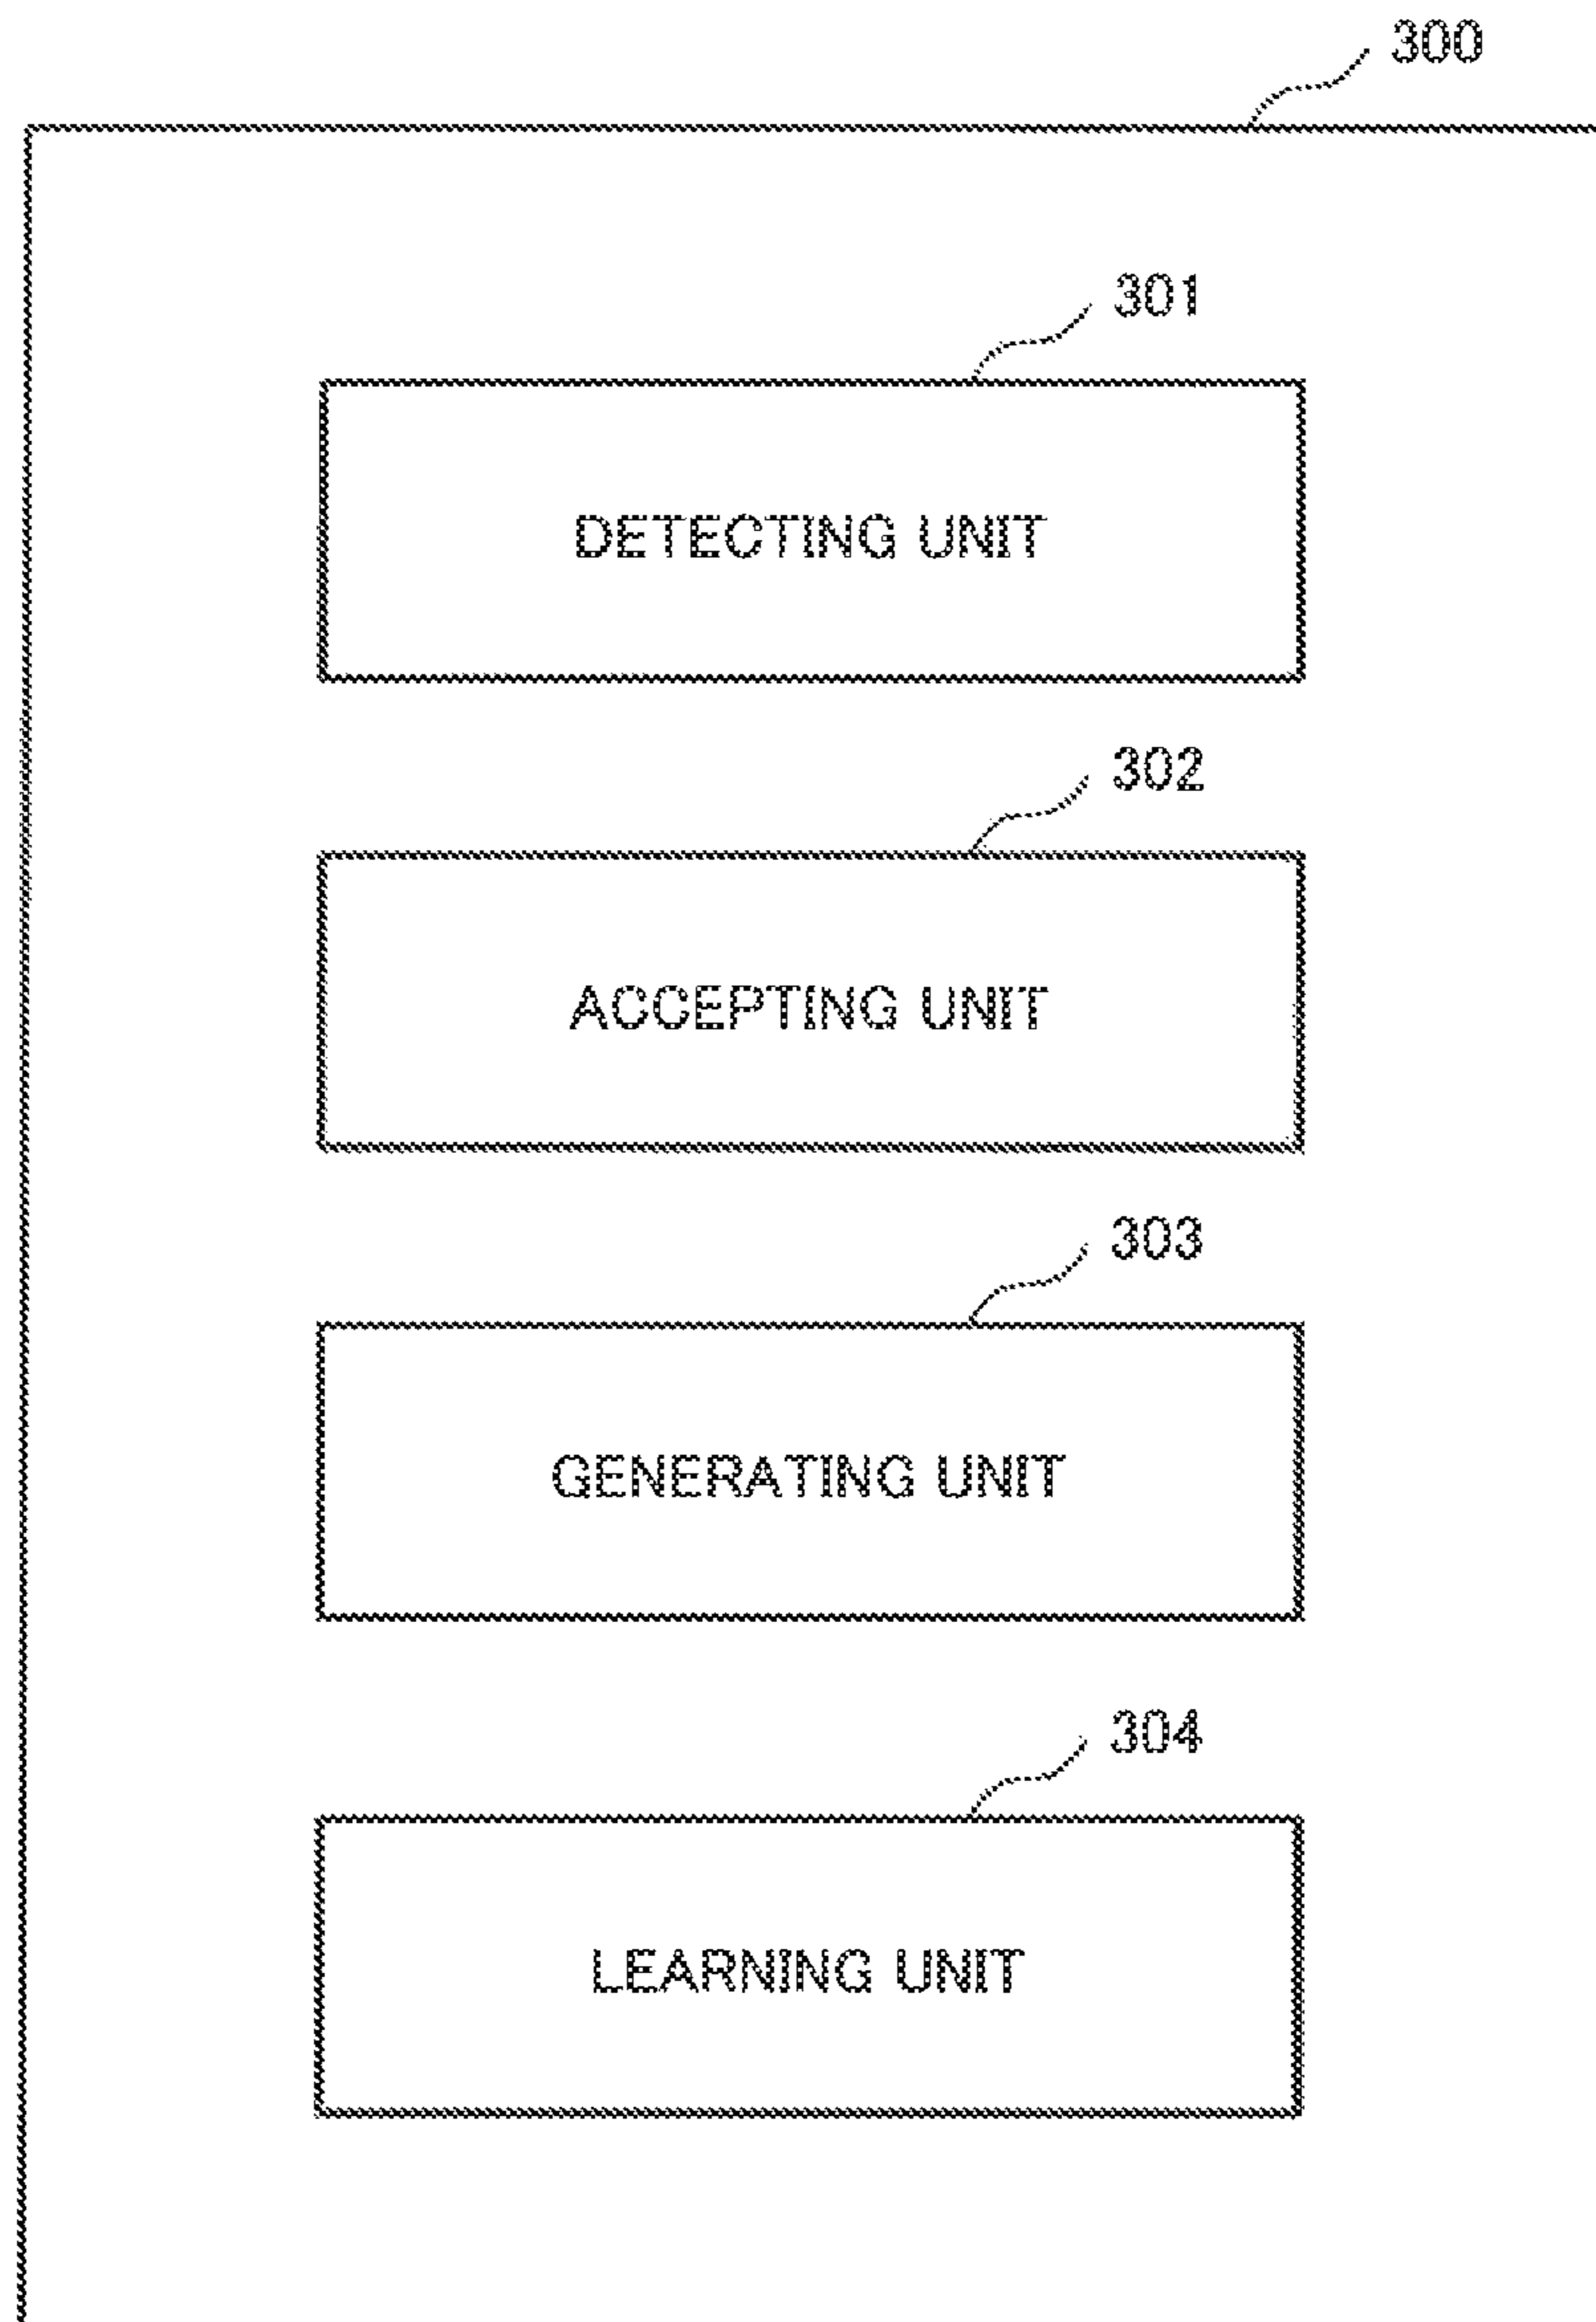 300
301
DETECTING UNIT
302
ACCEPTING UNIT
303
GENERATING UNIT
304
LEARNING UNIT